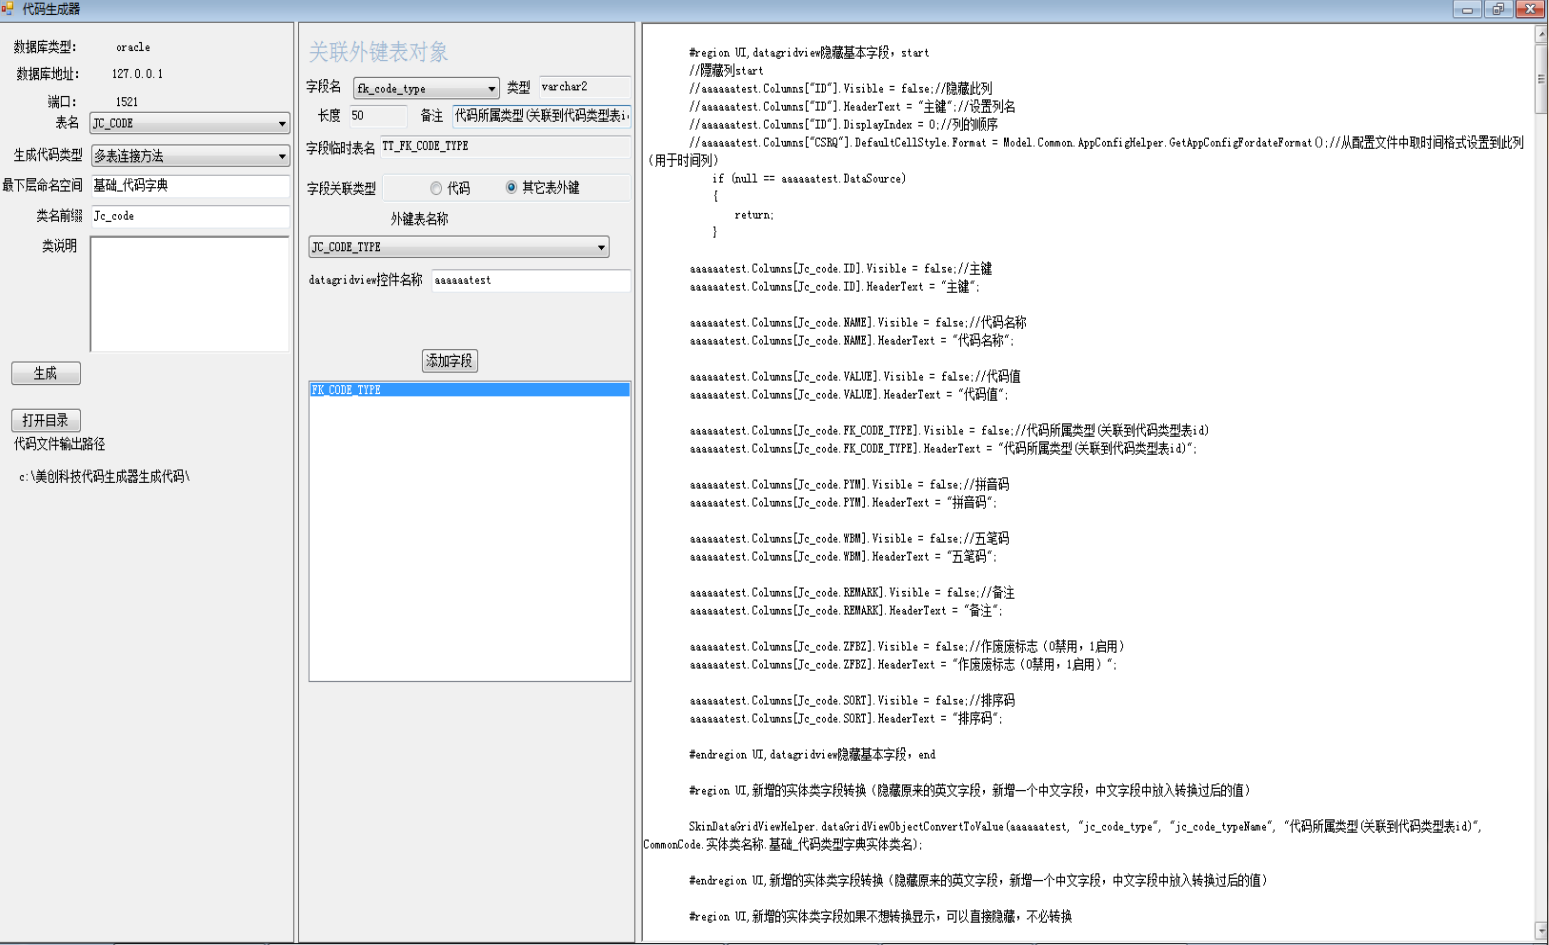 代码生成器
数据库类型: oracle
数据库地址: 127.0.0.1
端口: 1521
表名 JC_CODE
生成代码类型 多表连接方法
最下层命名空间 基础_代码字典
类名前缀 Jc_code
类说明
生成
打开目录
代码文件输出路径
c:\美创科技代码生成器生成代码\
关联外键表对象
字段名 fk_code_type 类型 varchar2
长度 50 备注 代码所属类型(关联到代码类型表i
字段临时表名 TT_FK_CODE_TYPE
字段关联类型 代码 其它表外键
外键表名称
JC_CODE_TYPE
datagridview控件名称 aaaaaatest
添加字段
FK_CODE_TYPE
#region UI,datagridview隐藏基本字段，start
//隐藏列start
//aaaaaatest.Columns["ID"].Visible = false;//隐藏此列
//aaaaaatest.Columns["ID"].HeaderText = "主键";//设置列名
//aaaaaatest.Columns["ID"].DisplayIndex = 0;//列的顺序
//aaaaaatest.Columns["CSRQ"].DefaultCellStyle.Format = Model.Common.AppConfigHelper.GetAppConfigFordateFormat();//从配置文件中取时间格式设置到此列
(用于时间列)
if (null == aaaaaatest.DataSource)
{
return;
}
aaaaaatest.Columns[Jc_code.ID].Visible = false;//主键
aaaaaatest.Columns[Jc_code.ID].HeaderText = "主键";
aaaaaatest.Columns[Jc_code.NAME].Visible = false;//代码名称
aaaaaatest.Columns[Jc_code.NAME].HeaderText = "代码名称";
aaaaaatest.Columns[Jc_code.VALUE].Visible = false;//代码值
aaaaaatest.Columns[Jc_code.VALUE].HeaderText = "代码值";
aaaaaatest.Columns[Jc_code.FK_CODE_TYPE].Visible = false;//代码所属类型(关联到代码类型表id)
aaaaaatest.Columns[Jc_code.FK_CODE_TYPE].HeaderText = "代码所属类型(关联到代码类型表id)";
aaaaaatest.Columns[Jc_code.PYM].Visible = false;//拼音码
aaaaaatest.Columns[Jc_code.PYM].HeaderText = "拼音码";
aaaaaatest.Columns[Jc_code.WBM].Visible = false;//五笔码
aaaaaatest.Columns[Jc_code.WBM].HeaderText = "五笔码";
aaaaaatest.Columns[Jc_code.REMARK].Visible = false;//备注
aaaaaatest.Columns[Jc_code.REMARK].HeaderText = "备注";
aaaaaatest.Columns[Jc_code.ZFBZ].Visible = false;//作废废标志（0禁用，1启用）
aaaaaatest.Columns[Jc_code.ZFBZ].HeaderText = "作废废标志（0禁用，1启用）";
aaaaaatest.Columns[Jc_code.SORT].Visible = false;//排序码
aaaaaatest.Columns[Jc_code.SORT].HeaderText = "排序码";
#endregion UI,datagridview隐藏基本字段，end
#region UI,新增的实体类字段转换（隐藏原来的英文字段，新增一个中文字段，中文字段中放入转换过后的值）
SkinDataGridViewHelper.dataGridViewObjectConvertToValue(aaaaaatest, "jc_code_type", "jc_code_typeName", "代码所属类型(关联到代码类型表id)",
CommonCode.实体类名称.基础_代码类型字典实体类名);
#endregion UI,新增的实体类字段转换（隐藏原来的英文字段，新增一个中文字段，中文字段中放入转换过后的值）
#region UI,新增的实体类字段如果不想转换显示，可以直接隐藏，不必转换